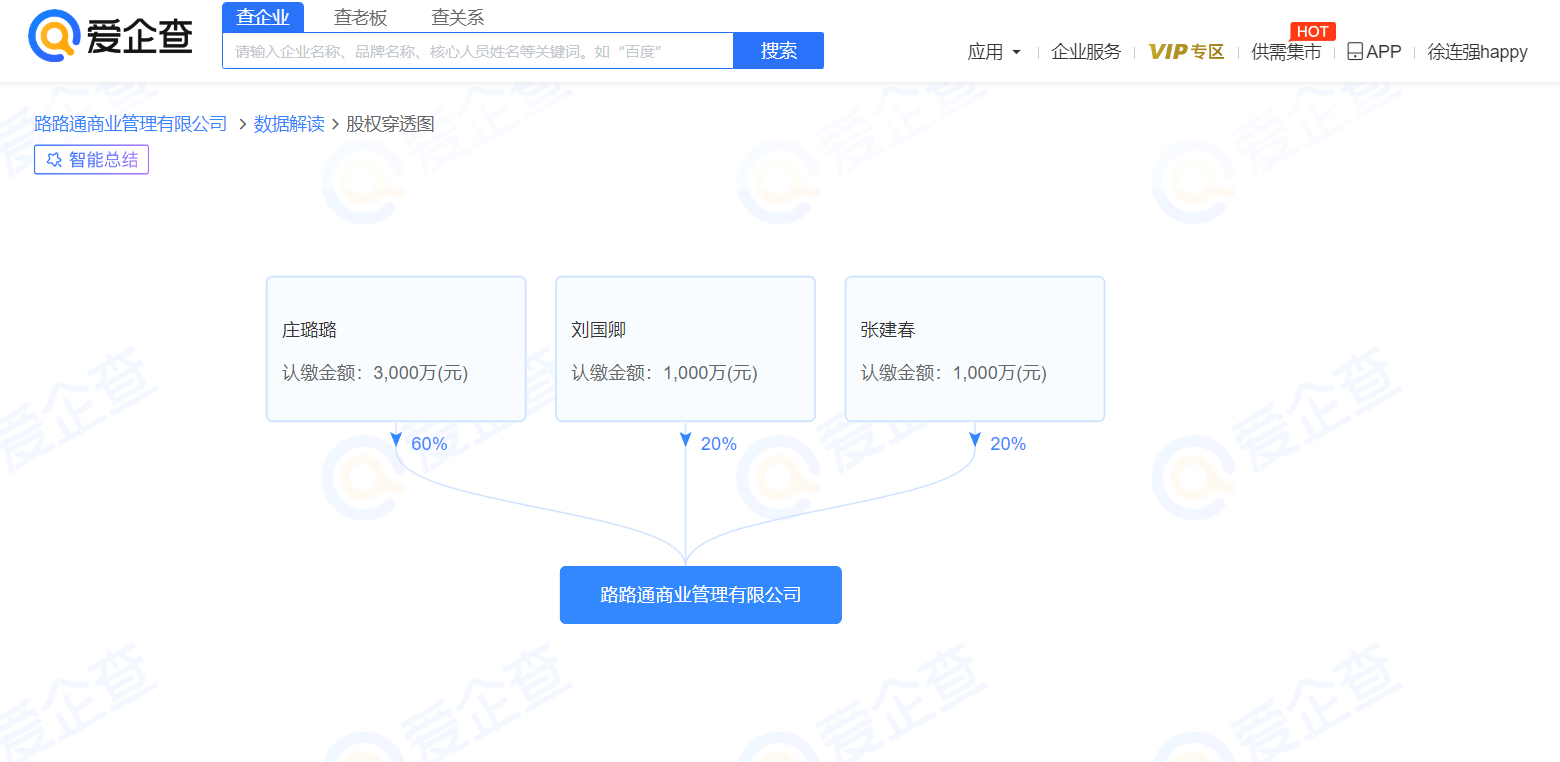 爱企查
查企业 查老板 查关系
请输入企业名称、品牌名称、核心人员姓名等关键词。如“百度” 搜索
HOT
应用 企业服务 VIP专区 供需集市 APP 徐连强happy
路路通商业管理有限公司 > 数据解读 > 股权穿透图
智能总结
庄璐璐
认缴金额：3,000万(元)
60%
刘国卿
认缴金额：1,000万(元)
20%
张建春
认缴金额：1,000万(元)
20%
路路通商业管理有限公司